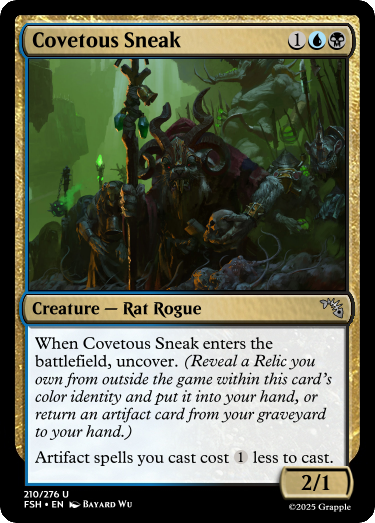 Covetous Sneak 1
Creature — Rat Rogue
When Covetous Sneak enters the
battlefield, uncover. (Reveal a Relic you
own from outside the game within this card's
color identity and put it into your hand, or
return an artifact card from your graveyard
to your hand.)
Artifact spells you cast cost 1 less to cast.
2/1
210/276 U
FSH • EN Bayard Wu
©2025 Grapple